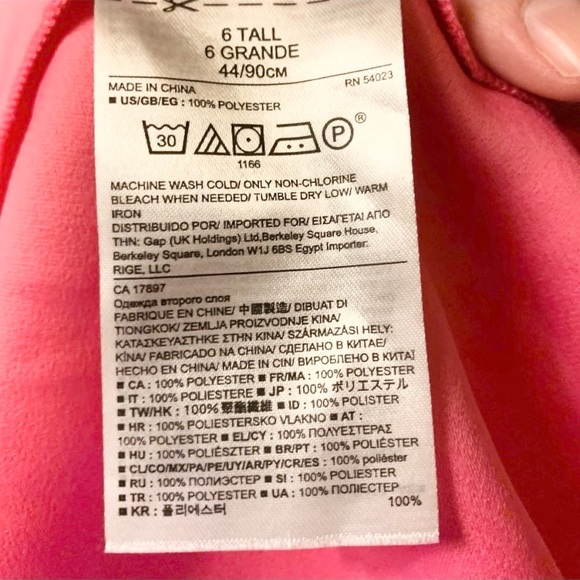 6 TALL
6 GRANDE
44/90CM
MADE IN CHINA RN 54023
■ US/GB/EG : 100% POLYESTER
30 P ®
1166
MACHINE WASH COLD/ ONLY NON-CHLORINE
BLEACH WHEN NEEDED/ TUMBLE DRY LOW/ WARM
IRON
DISTRIBUTED FOR/ IMPORTED FOR/ ΕΙΣΑΓΕΤΑΙ ΑΠΟ
ΤΗΝ: Gap (UK Holdings) Ltd,Berkeley Square House,
Berkeley Square, London W1J 6BS Egypt Importer:
RIGE, LLC
CA 17897
Одежда второго слоя
FABRIQUE EN CHINE/ 中國製造/ DIBUAT DI
TIONGKOK/ ZEMLJA PROIZVODNJE KINA/
ΚΑΤΑΣΚΕΥΑΣΤΗΚΕ ΣΤΗΝ ΚΙΝΑ/ SZÁRMAZÁSI HELY:
KÍNA/ FABRICADO NA CHINA/ СДЕЛАНО В КИТАЕ/
HECHO EN CHINA/ MADE IN CIN/ ВИРОБЛЕНО В КИТАЇ
■ CA : 100% POLYESTER ■ FR/MA : 100% POLYESTER
■ IT : 100% POLIESTERE ■ JP : 100% ポリエステル
■ TW/HK : 100% 聚酯纖維 ■ ID : 100% POLISTER
■ HR : 100% POLIESTERSKO VLAKNO ■ AT :
100% POLYESTER ■ EL/CY : 100% ΠΟΛΥΕΣΤΕΡΑΣ
■ HU : 100% POLIÉSZTER ■ BR/PT : 100% POLIÉSTER
■ CL/CO/MX/PA/PE/UY/AR/PY/CR/ES : 100% poliéster
■ RU : 100% ПОЛИЭСТЕР ■ SI : 100% POLIESTER
■ TR : 100% POLYESTER ■ UA : 100% ПОЛІЕСТЕР
■ KR : 폴리에스터 100%